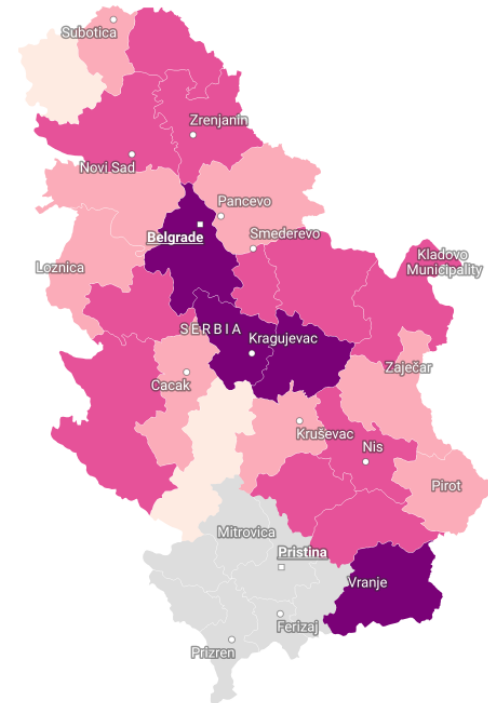 Subotica
Zrenjanin
Novi Sad
Pancevo
Belgrade
Smederevo
Kladovo
Municipality
Loznica
SERBIA
Kragujevac
Zaječar
Cacak
Kruševac
Nis
Pirot
Mitrovica
Pristina
Vranje
Ferizaj
Prizren